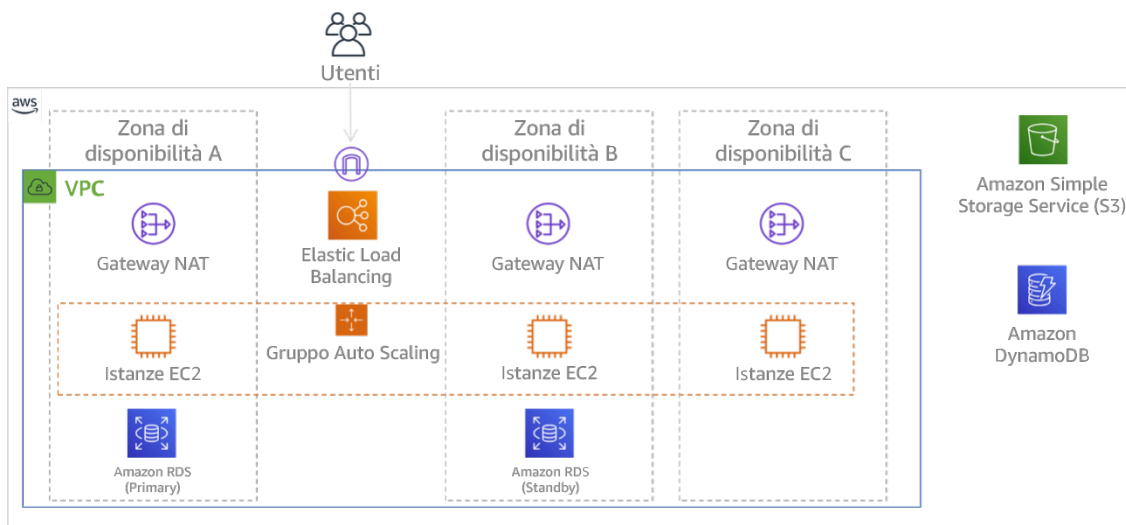 Utenti
aws
Zona di
disponibilità A
Zona di
disponibilità B
Zona di
disponibilità C
VPC
Gateway NAT
Elastic Load
Balancing
Gateway NAT
Gateway NAT
Amazon Simple
Storage Service (S3)
Istanze EC2
Gruppo Auto Scaling
Istanze EC2
Istanze EC2
Amazon
DynamoDB
Amazon RDS
(Primary)
Amazon RDS
(Standby)